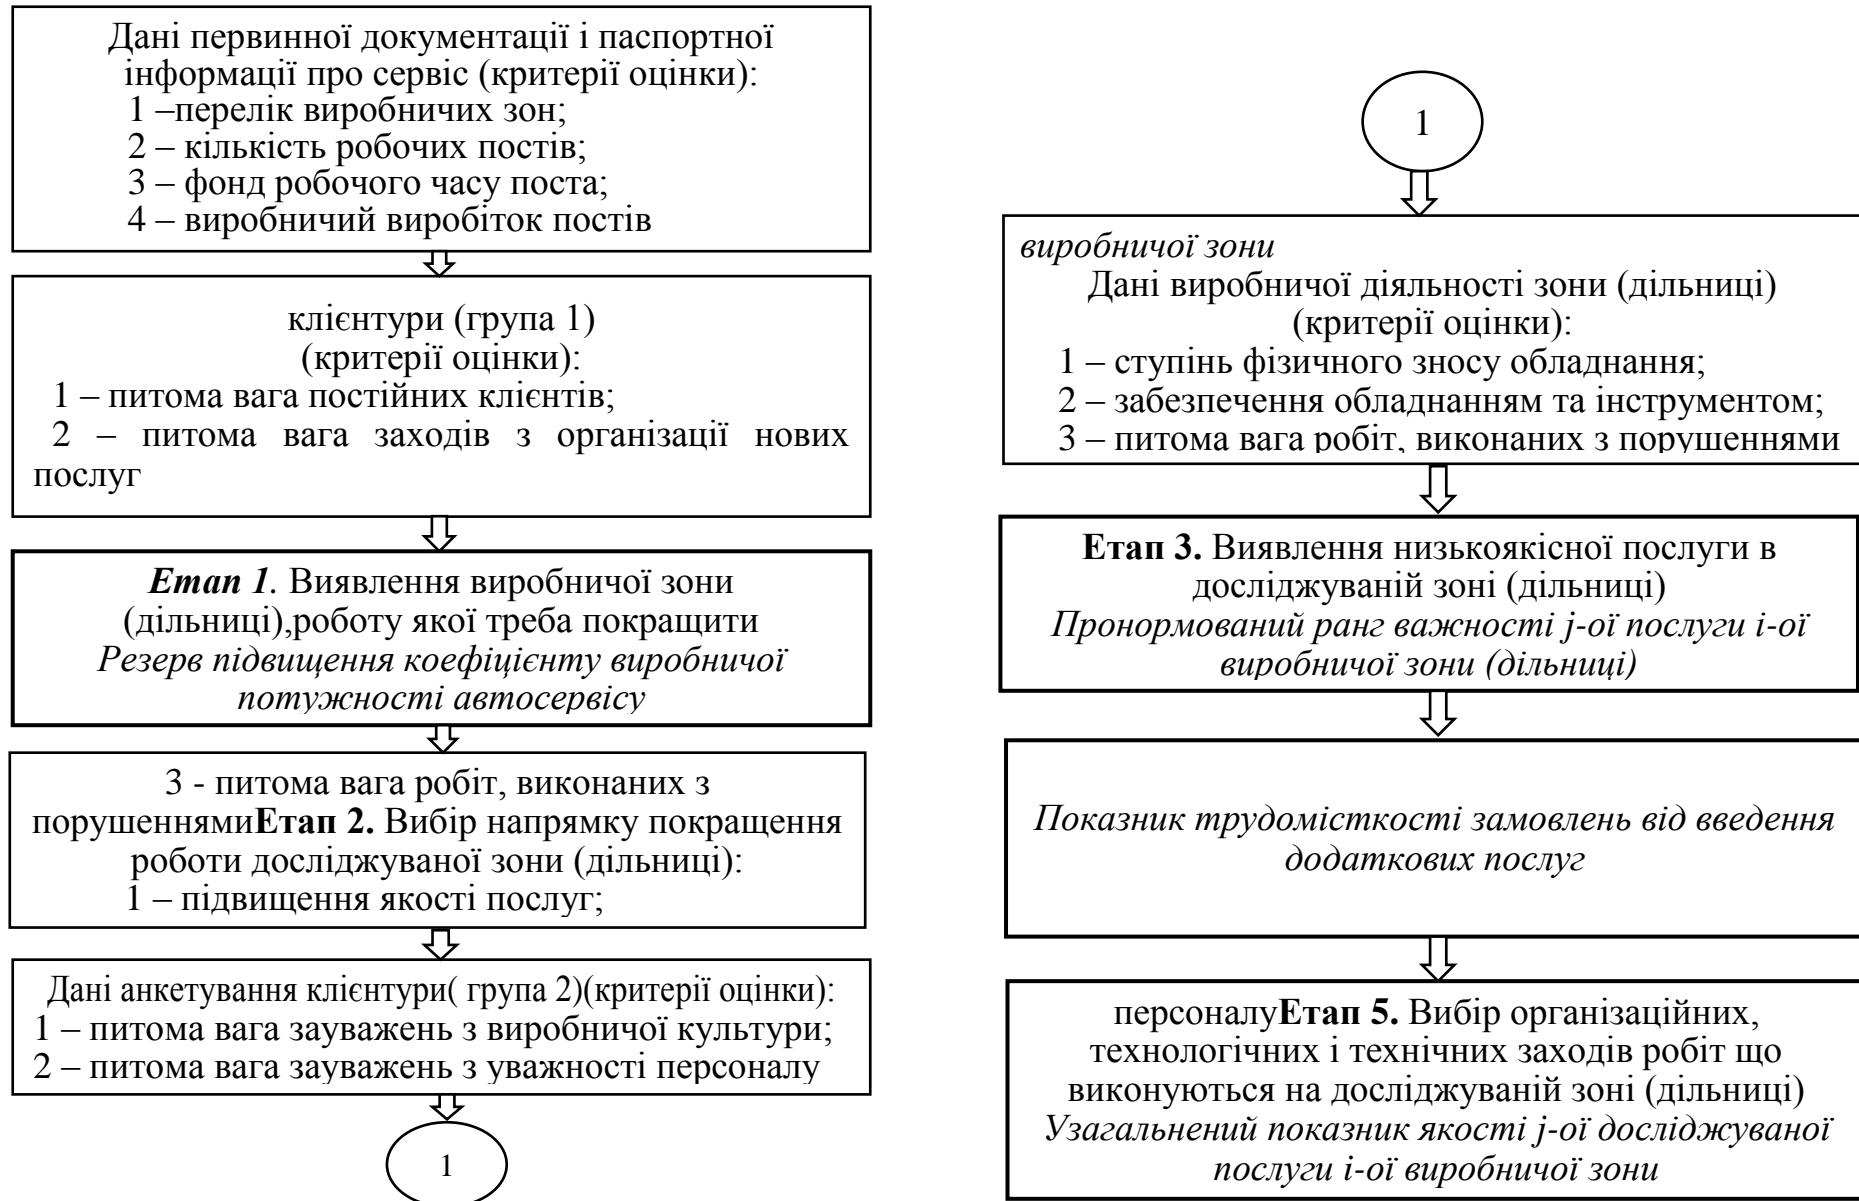 Дані первинної документації і паспортної
інформації про сервіс (критерії оцінки):
1 –перелік виробничих зон;
2 – кількість робочих постів;
3 – фонд робочого часу поста;
4 – виробничий виробіток постів
клієнтури (група 1)
(критерії оцінки):
1 – питома вага постійних клієнтів;
2 – питома вага заходів з організації нових
послуг
Етап 1. Виявлення виробничої зони
(дільниці),роботу якої треба покращити
Резерв підвищення коефіцієнту виробничої
потужності автосервісу
3 - питома вага робіт, виконаних з
порушеннямиЕтап 2. Вибір напрямку покращення
роботи досліджуваної зони (дільниці):
1 – підвищення якості послуг;
Дані анкетування клієнтури( група 2)(критерії оцінки):
1 – питома вага зауважень з виробничої культури;
2 – питома вага зауважень з уважності персоналу
1
1
виробничої зони
Дані виробничої діяльності зони (дільниці)
(критерії оцінки):
1 – ступінь фізичного зносу обладнання;
2 – забезпечення обладнанням та інструментом;
3 – питома вага робіт, виконаних з порушеннями
Етап 3. Виявлення низькоякісної послуги в
досліджуваній зоні (дільниці)
Пронормований ранг важності j-ої послуги i-ої
виробничої зони (дільниці)
Показник трудомісткості замовлень від введення
додаткових послуг
персоналуЕтап 5. Вибір організаційних,
технологічних і технічних заходів робіт що
виконуються на досліджуваній зоні (дільниці)
Узагальнений показник якості j-ої досліджуваної
послуги i-ої виробничої зони